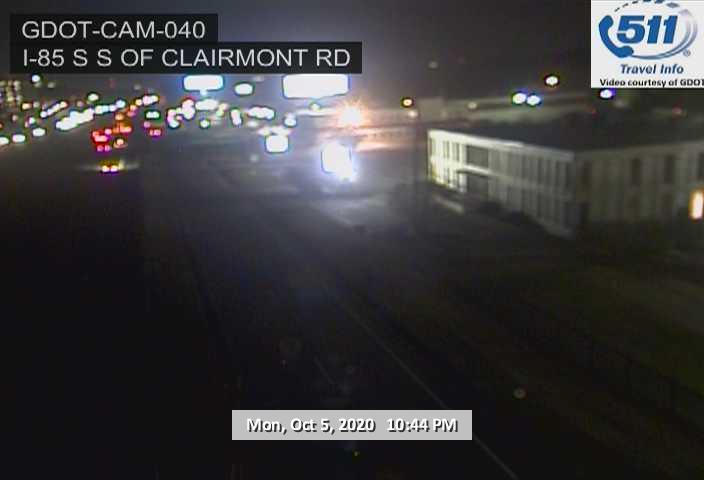 GDOT-CAM-040
I-85 S S OF CLAIRMONT RD
511
Travel Info
Video courtesy of GDOT
Mon, Oct 5, 2020 10:44 PM